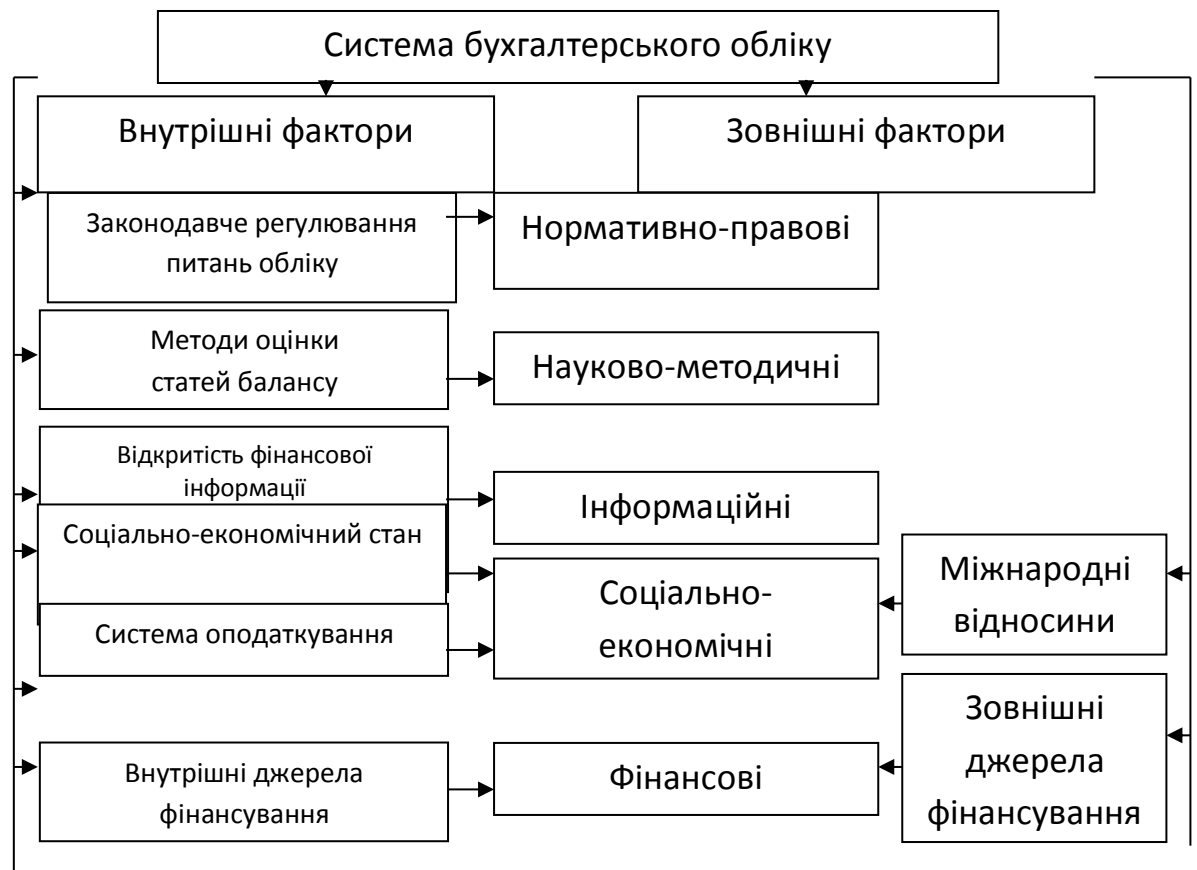 Система бухгалтерського обліку
Внутрішні фактори
Зовнішні фактори
Законодавче регулювання
питань обліку
Нормативно-правові
Методи оцінки
статей балансу
Науково-методичні
Відкритість фінансової
інформації
Інформаційні
Соціально-економічний стан
Соціально-
економічні
Міжнародні
відносини
Система оподаткування
Внутрішні джерела
фінансування
Фінансові
Зовнішні
джерела
фінансування